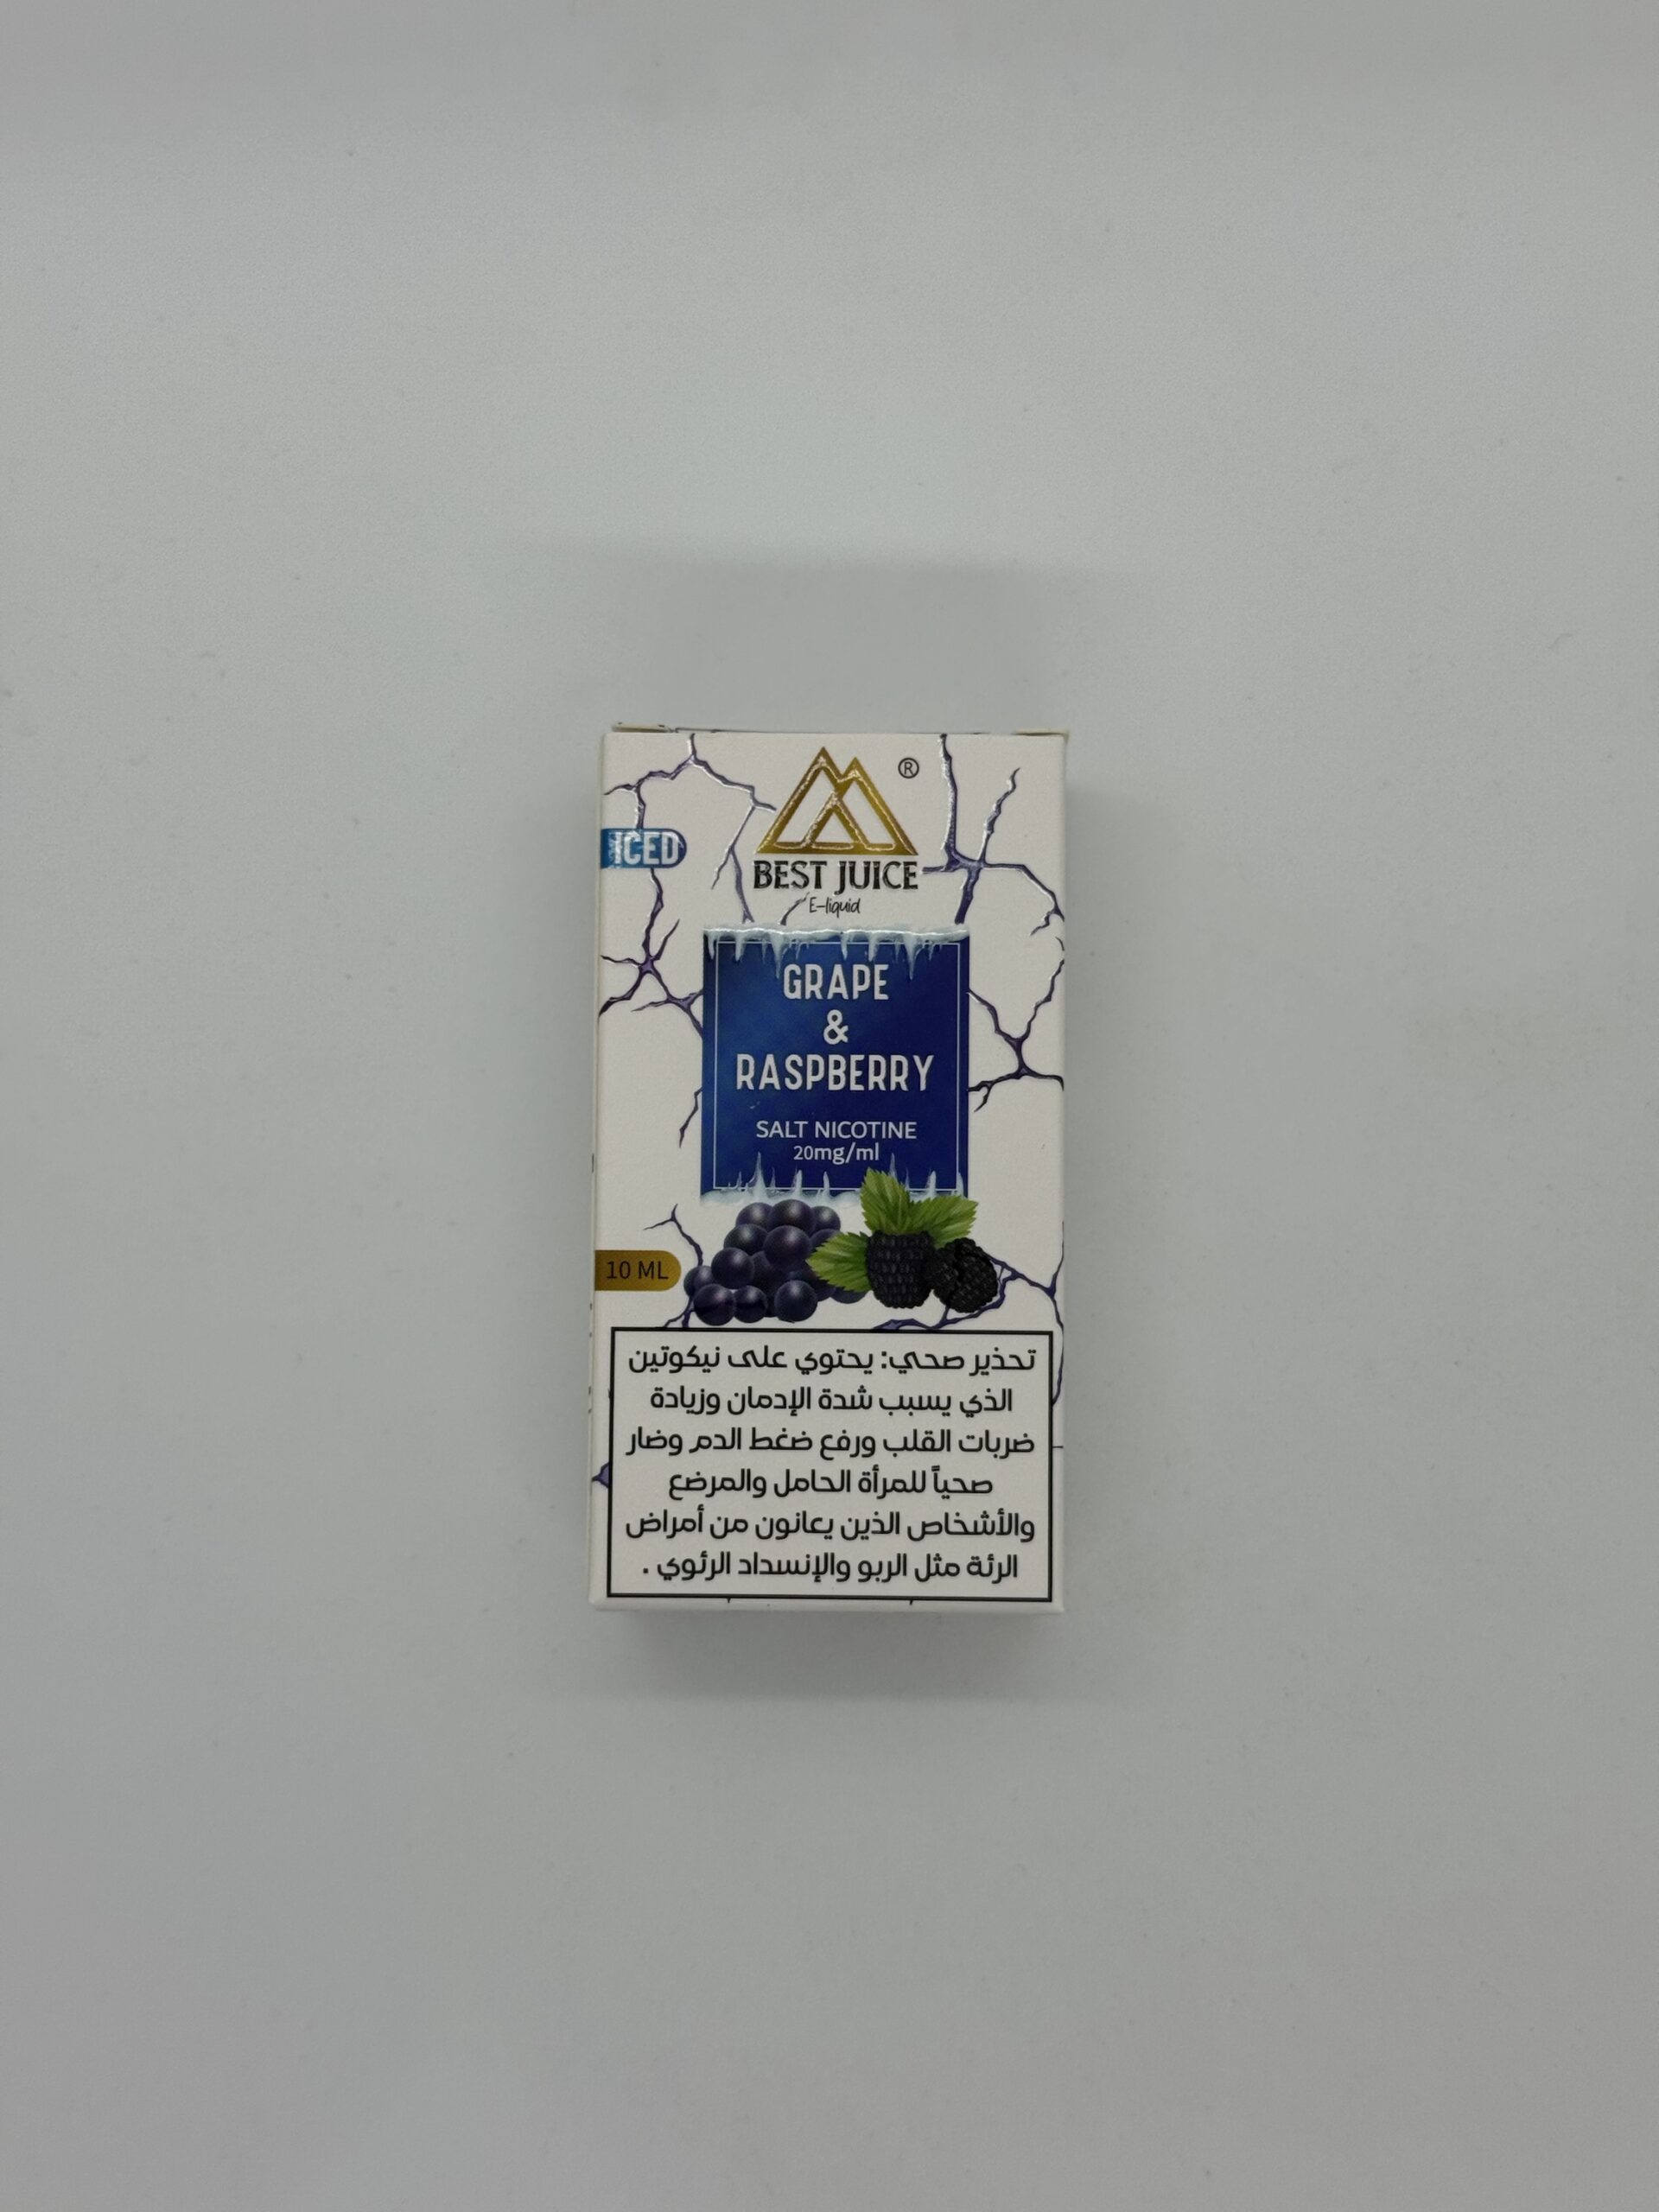 ®
ICED
BEST JUICE
E-liquid
GRAPE
&
RASPBERRY
SALT NICOTINE
20mg/ml
10 ML
تحذير صحي: يحتوي على نيكوتين
الذي يسبب شدة الإدمان وزيادة
ضربات القلب ورفع ضغط الدم وضار
صحياً للمرأة الحامل والمرضع
والأشخاص الذين يعانون من أمراض
الرئة مثل الربو والإنسداد الرئوي .